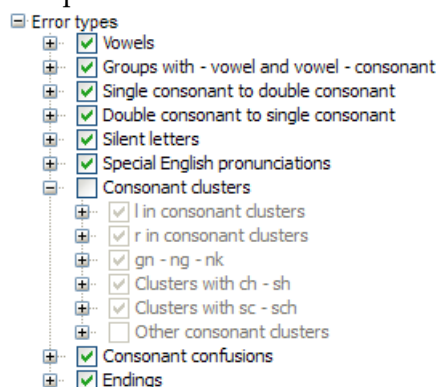 Error types
Vowels
Groups with - vowel and vowel - consonant
Single consonant to double consonant
Double consonant to single consonant
Silent letters
Special English pronunciations
Consonant clusters
l in consonant clusters
r in consonant clusters
gn - ng - nk
Clusters with ch - sh
Clusters with sc - sch
Other consonant clusters
Consonant confusions
Endings